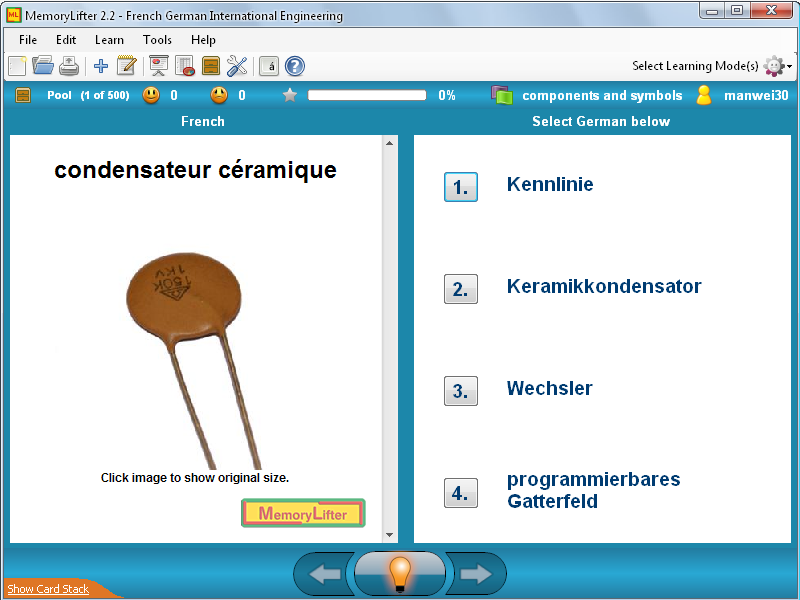 MemoryLifter 2.2 - French German International Engineering
File Edit Learn Tools Help
á ? Select Learning Mode(s)
Pool (1 of 500) 0 0 0% components and symbols manwei30
French
Select German below
condensateur céramique
150K
1KV
Click image to show original size.
MemoryLifter
1. Kennlinie
2. Keramikkondensator
3. Wechsler
4. programmierbares
Gatterfeld
Show Card Stack